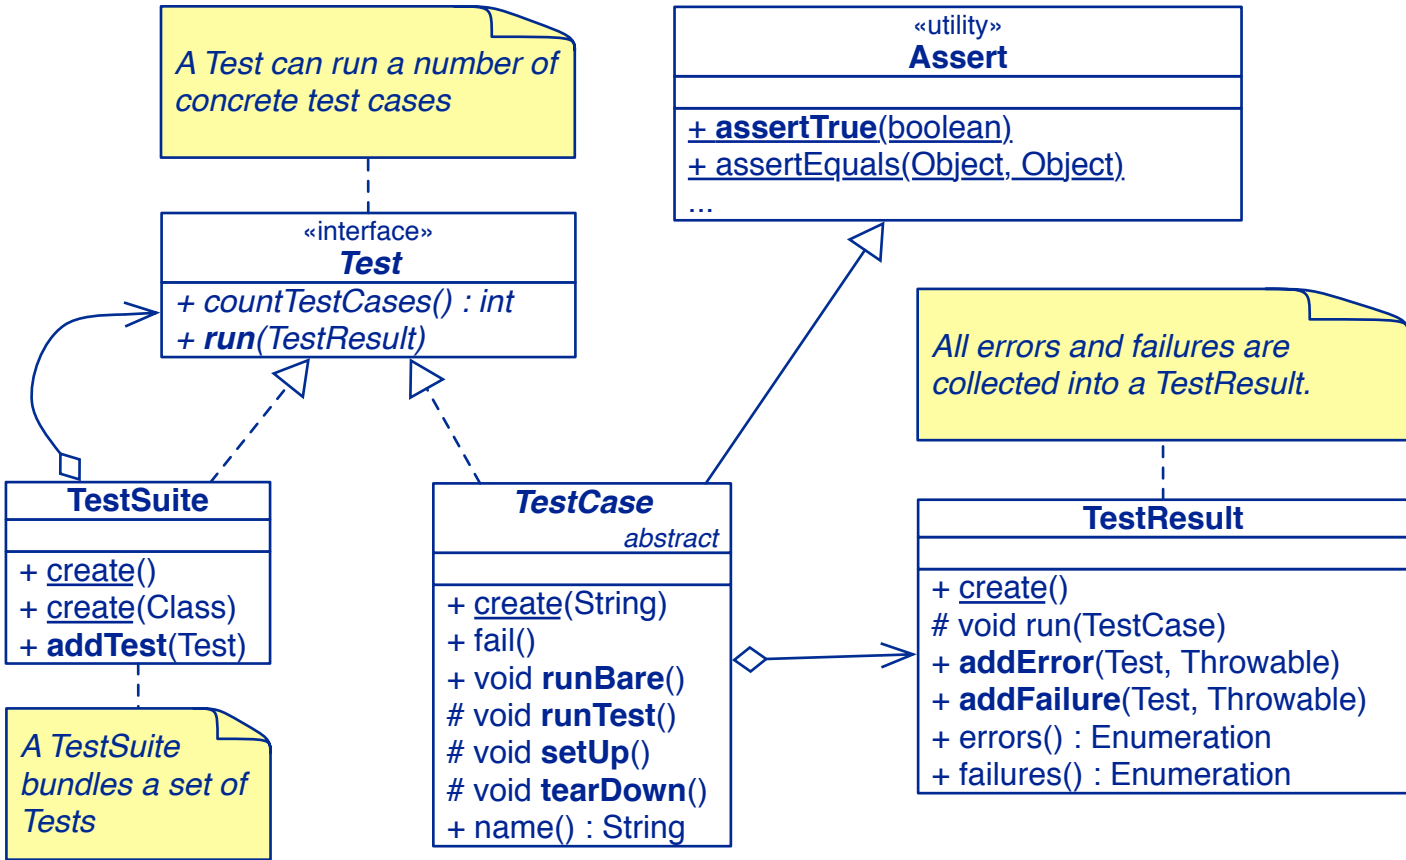 A Test can run a number of
concrete test cases
«utility»
Assert
+ assertTrue(boolean)
+ assertEquals(Object, Object)
...
«interface»
Test
+ countTestCases() : int
+ run(TestResult)
All errors and failures are
collected into a TestResult.
TestSuite
+ create()
+ create(Class)
+ addTest(Test)
A TestSuite
bundles a set of
Tests
TestCase
abstract
+ create(String)
+ fail()
+ void runBare()
# void runTest()
# void setUp()
# void tearDown()
+ name() : String
TestResult
+ create()
# void run(TestCase)
+ addError(Test, Throwable)
+ addFailure(Test, Throwable)
+ errors() : Enumeration
+ failures() : Enumeration